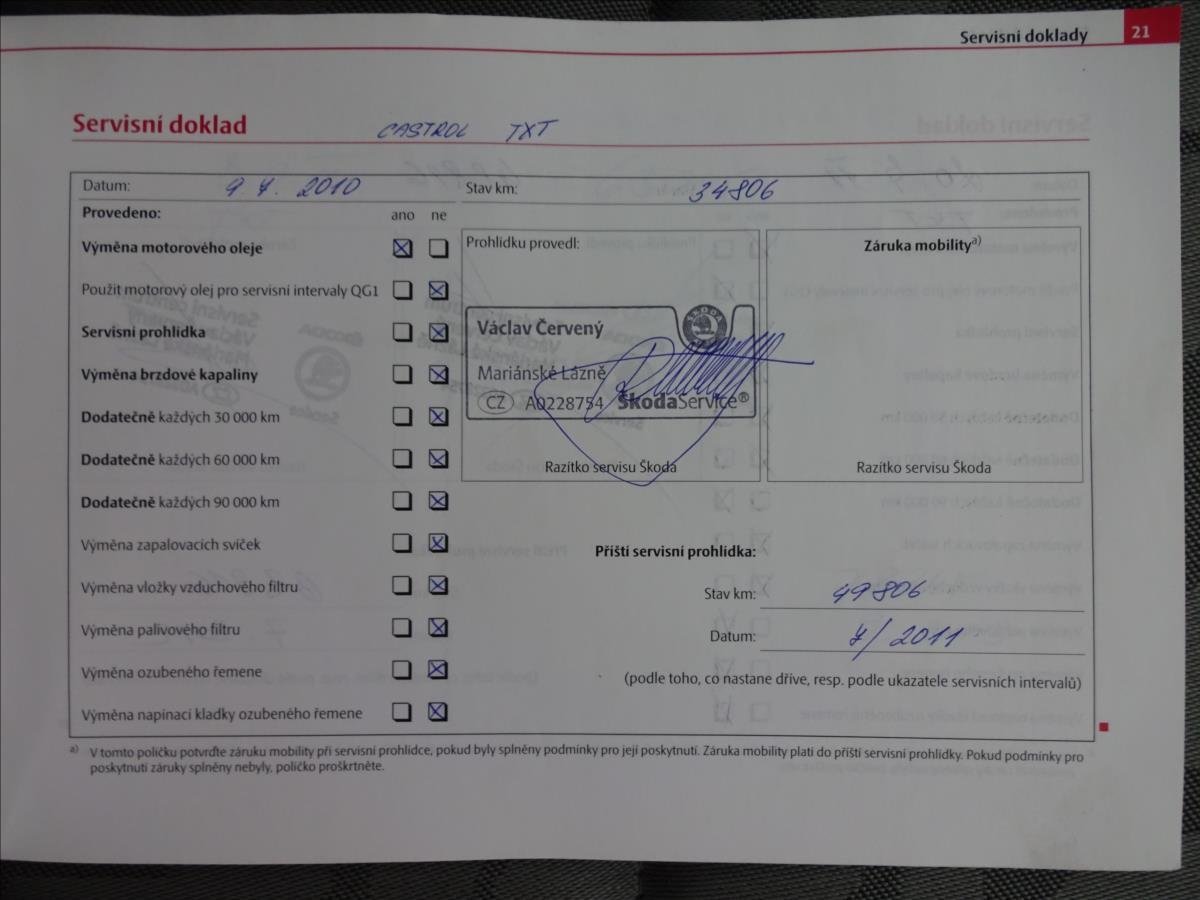 Servisní doklady 21
Servisní doklad CASTROL TXT
Datum: 9. 7. 2010 Stav km: 34806
Provedeno: ano ne
Výměna motorového oleje
Použit motorový olej pro servisní intervaly QG1
Servisní prohlídka
Výměna brzdové kapaliny
Dodatečně každých 30 000 km
Dodatečně každých 60 000 km
Dodatečně každých 90 000 km
Výměna zapalovacích svíček
Výměna vložky vzduchového filtru
Výměna palivového filtru
Výměna ozubeného řemene
Výměna napínací kladky ozubeného řemene
Prohlídku provedl:
Václav Červený
ŠKODA
Mariánské Lázně
CZ A0228754 ŠkodaService®
Razítko servisu Škoda
Záruka mobility a)
Razítko servisu Škoda
Příští servisní prohlídka:
Stav km: 49806
Datum: 7/2011
(podle toho, co nastane dříve, resp. podle ukazatele servisních intervalů)
a) V tomto políčku potvrďte záruku mobility při servisní prohlídce, pokud byly splněny podmínky pro její poskytnutí. Záruka mobility platí do příští servisní prohlídky. Pokud podmínky pro
poskytnutí záruky splněny nebyly, políčko proškrtněte.